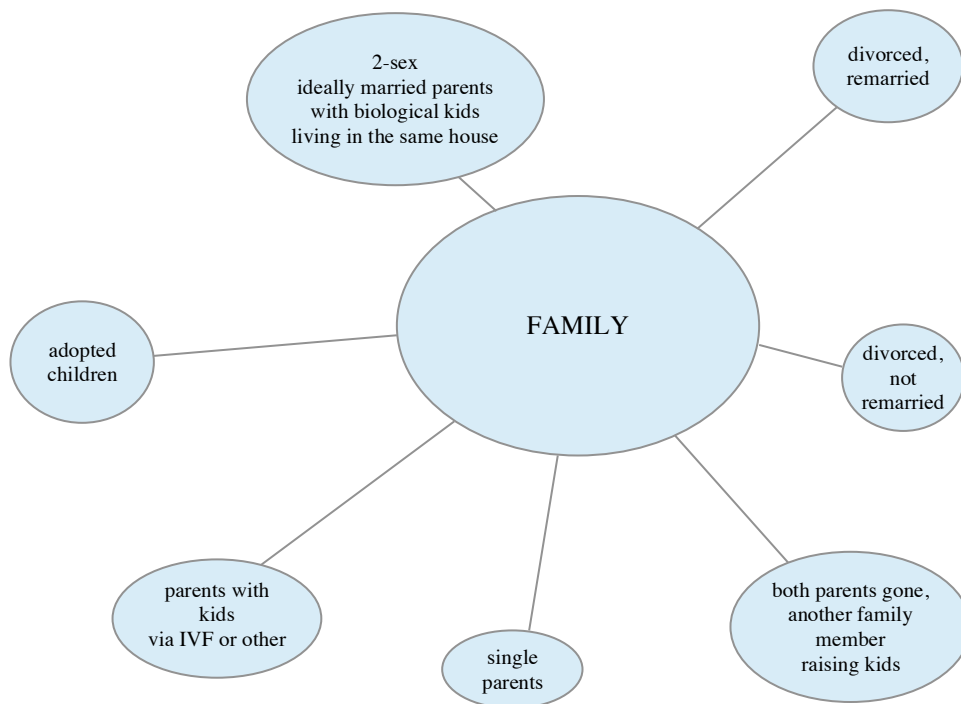 2-sex
ideally married parents
with biological kids
living in the same house
divorced,
remarried
FAMILY
adopted
children
divorced,
not
remarried
parents with
kids
via IVF or other
single
parents
both parents gone,
another family
member
raising kids